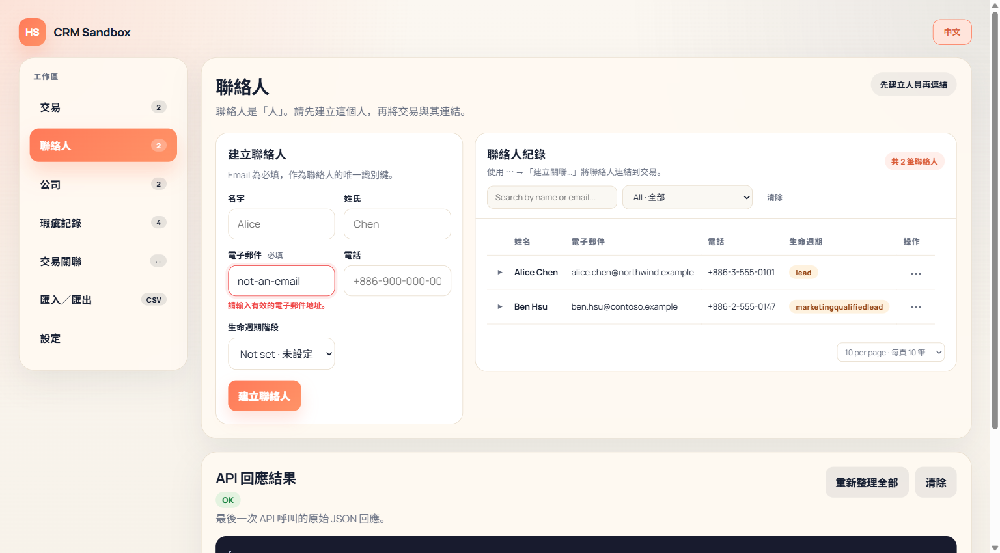 HS
CRM Sandbox
中文
工作區
交易
2
聯絡人
2
公司
2
瑕疵記錄
4
交易關聯
↔
匯入／匯出
CSV
設定
聯絡人
聯絡人是「人」。請先建立這個人，再將交易與其連結。
先建立人員再連結
建立聯絡人
Email 為必填，作為聯絡人的唯一識別鍵。
名字
姓氏
Alice
Chen
電子郵件 必填
電話
not-an-email
+886-900-000-00
請輸入有效的電子郵件地址。
生命週期階段
Not set · 未設定
建立聯絡人
聯絡人紀錄
使用 ⋯ → 「建立關聯…」將聯絡人連結到交易。
共 2 筆聯絡人
Search by name or email...
All · 全部
清除
姓名 電子郵件 電話 生命週期 操作
Alice Chen alice.chen@northwind.example +886-3-555-0101 lead
Ben Hsu ben.hsu@contoso.example +886-2-555-0147 marketingqualifiedlead
10 per page · 每頁 10 筆
API 回應結果
OK
最後一次 API 呼叫的原始 JSON 回應。
重新整理全部
清除